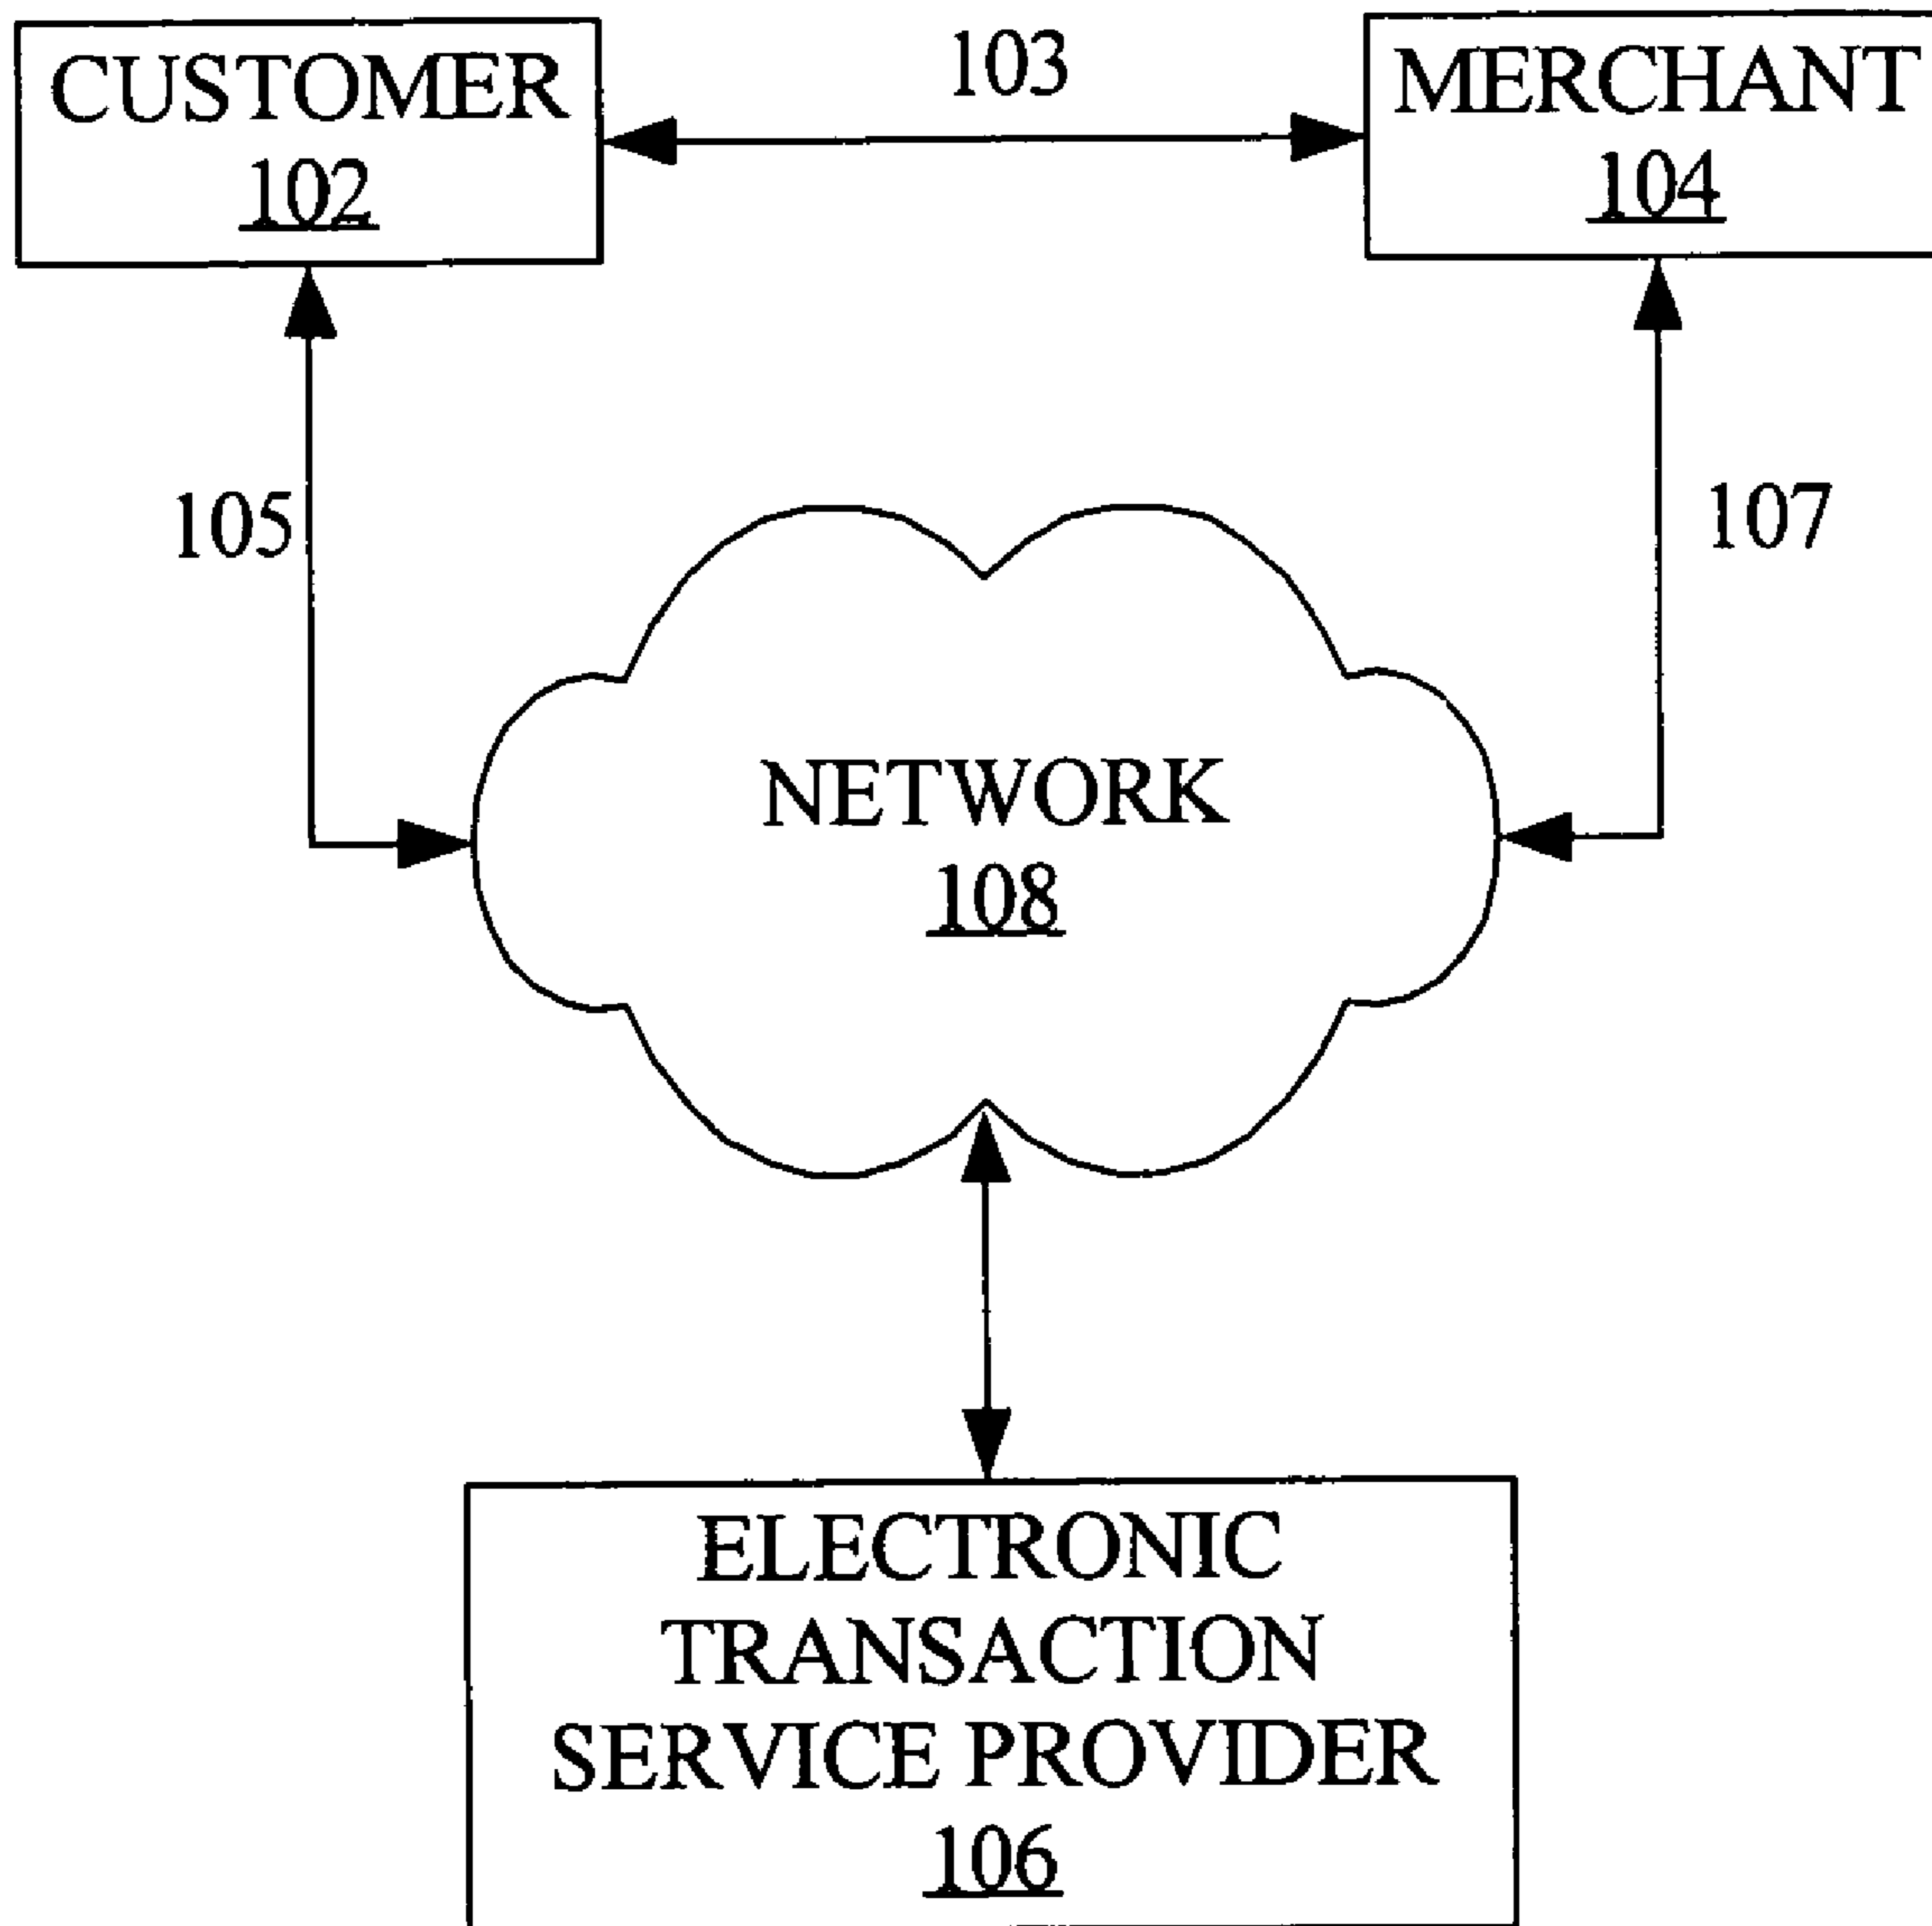 CUSTOMER
102
103
MERCHANT
104
105
107
NETWORK
108
ELECTRONIC
TRANSACTION
SERVICE PROVIDER
106